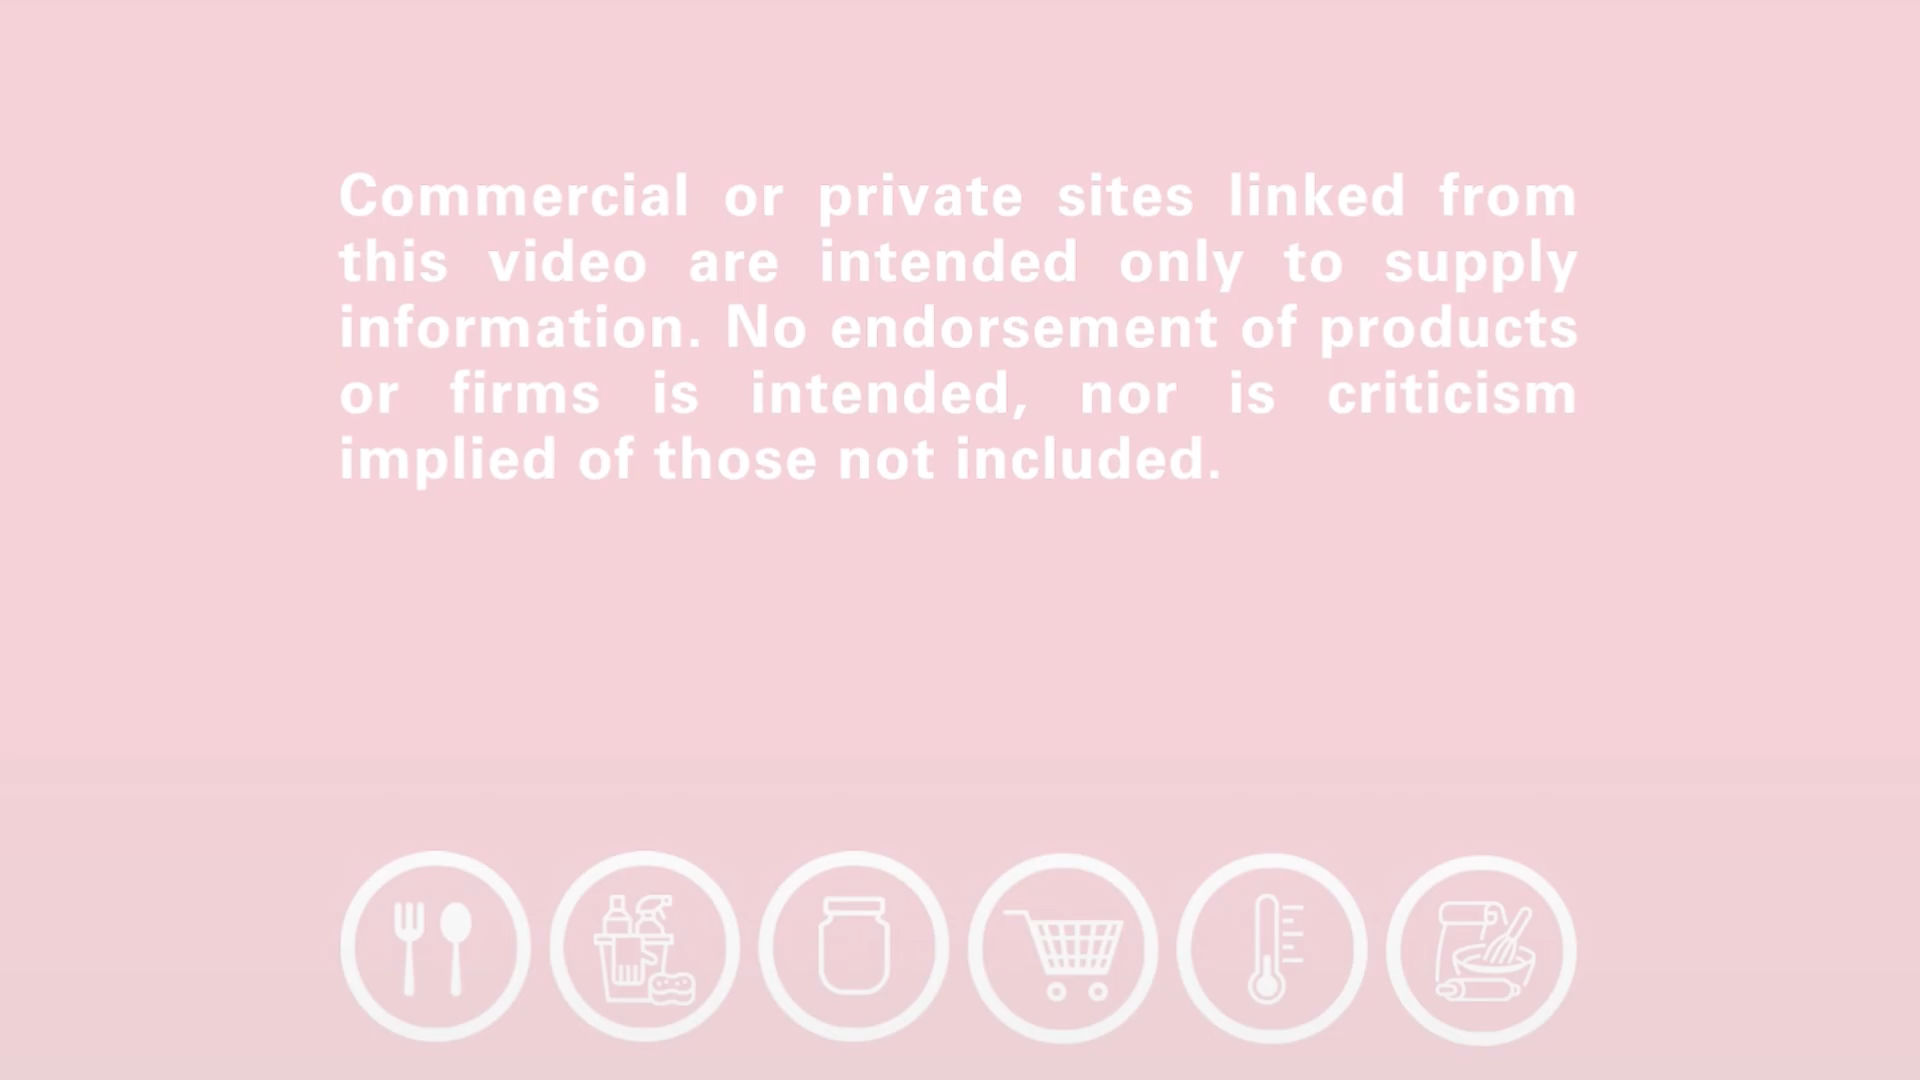 Commercial or private sites linked from
this video are intended only to supply
information. No endorsement of products
or firms is intended, nor is criticism
implied of those not included.